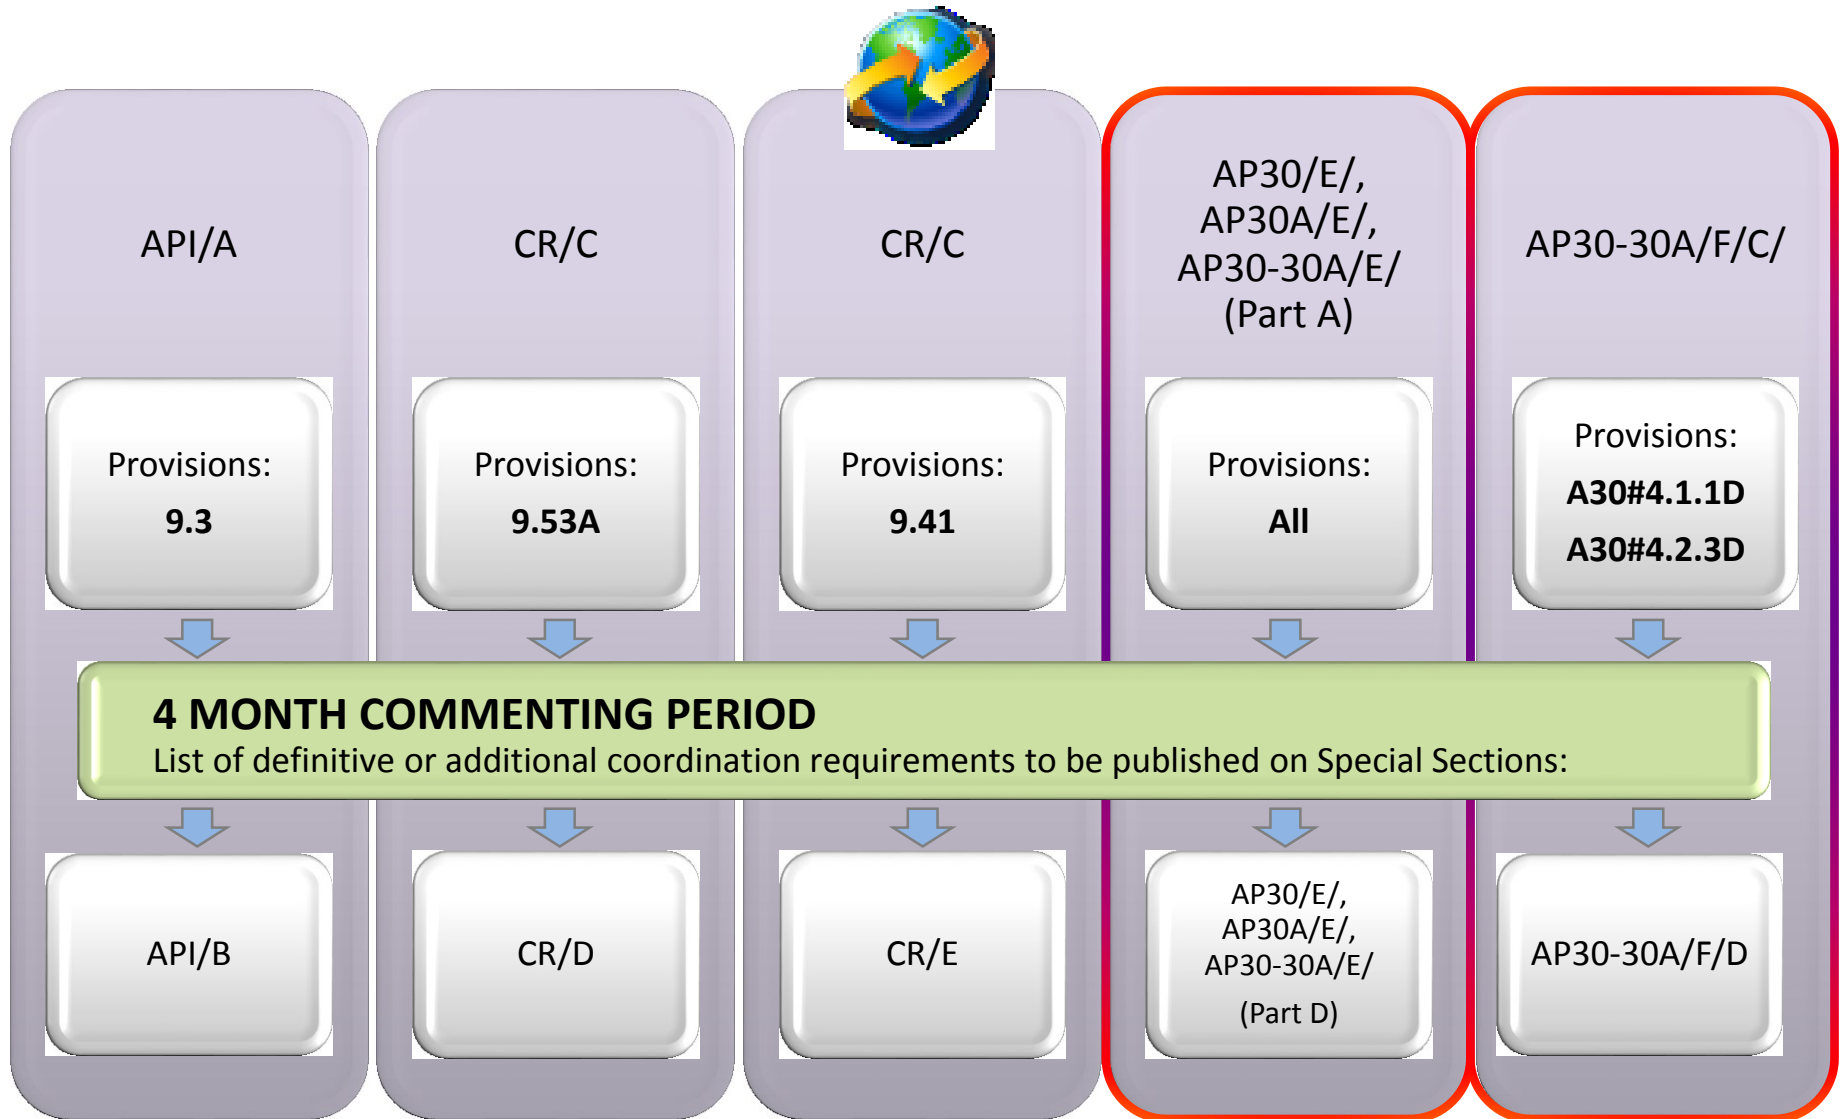 API/A
CR/C
CR/C
AP30/E/,
AP30A/E/,
AP30-30A/E/
(Part A)
AP30-30A/F/C/
Provisions:
9.3
Provisions:
9.53A
Provisions:
9.41
Provisions:
All
Provisions:
A30#4.1.1D
A30#4.2.3D
4 MONTH COMMENTING PERIOD
List of definitive or additional coordination requirements to be published on Special Sections:
API/B
CR/D
CR/E
AP30/E/,
AP30A/E/,
AP30-30A/E/
(Part D)
AP30-30A/F/D